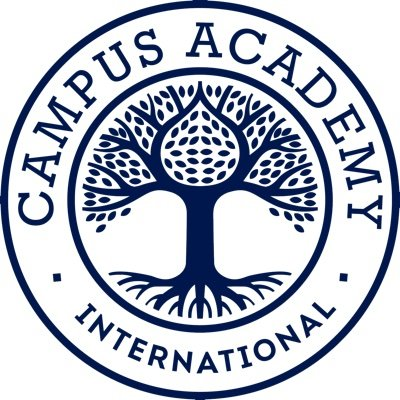 CAMPUS ACADEMY
· INTERNATIONAL ·